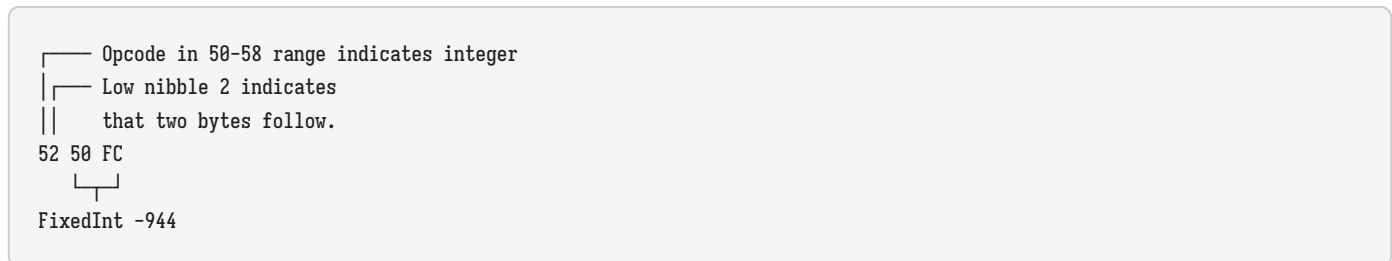 ┌──── Opcode in 50-58 range indicates integer
│┌─── Low nibble 2 indicates
││    that two bytes follow.
52 50 FC
   └─┬─┘
FixedInt -944